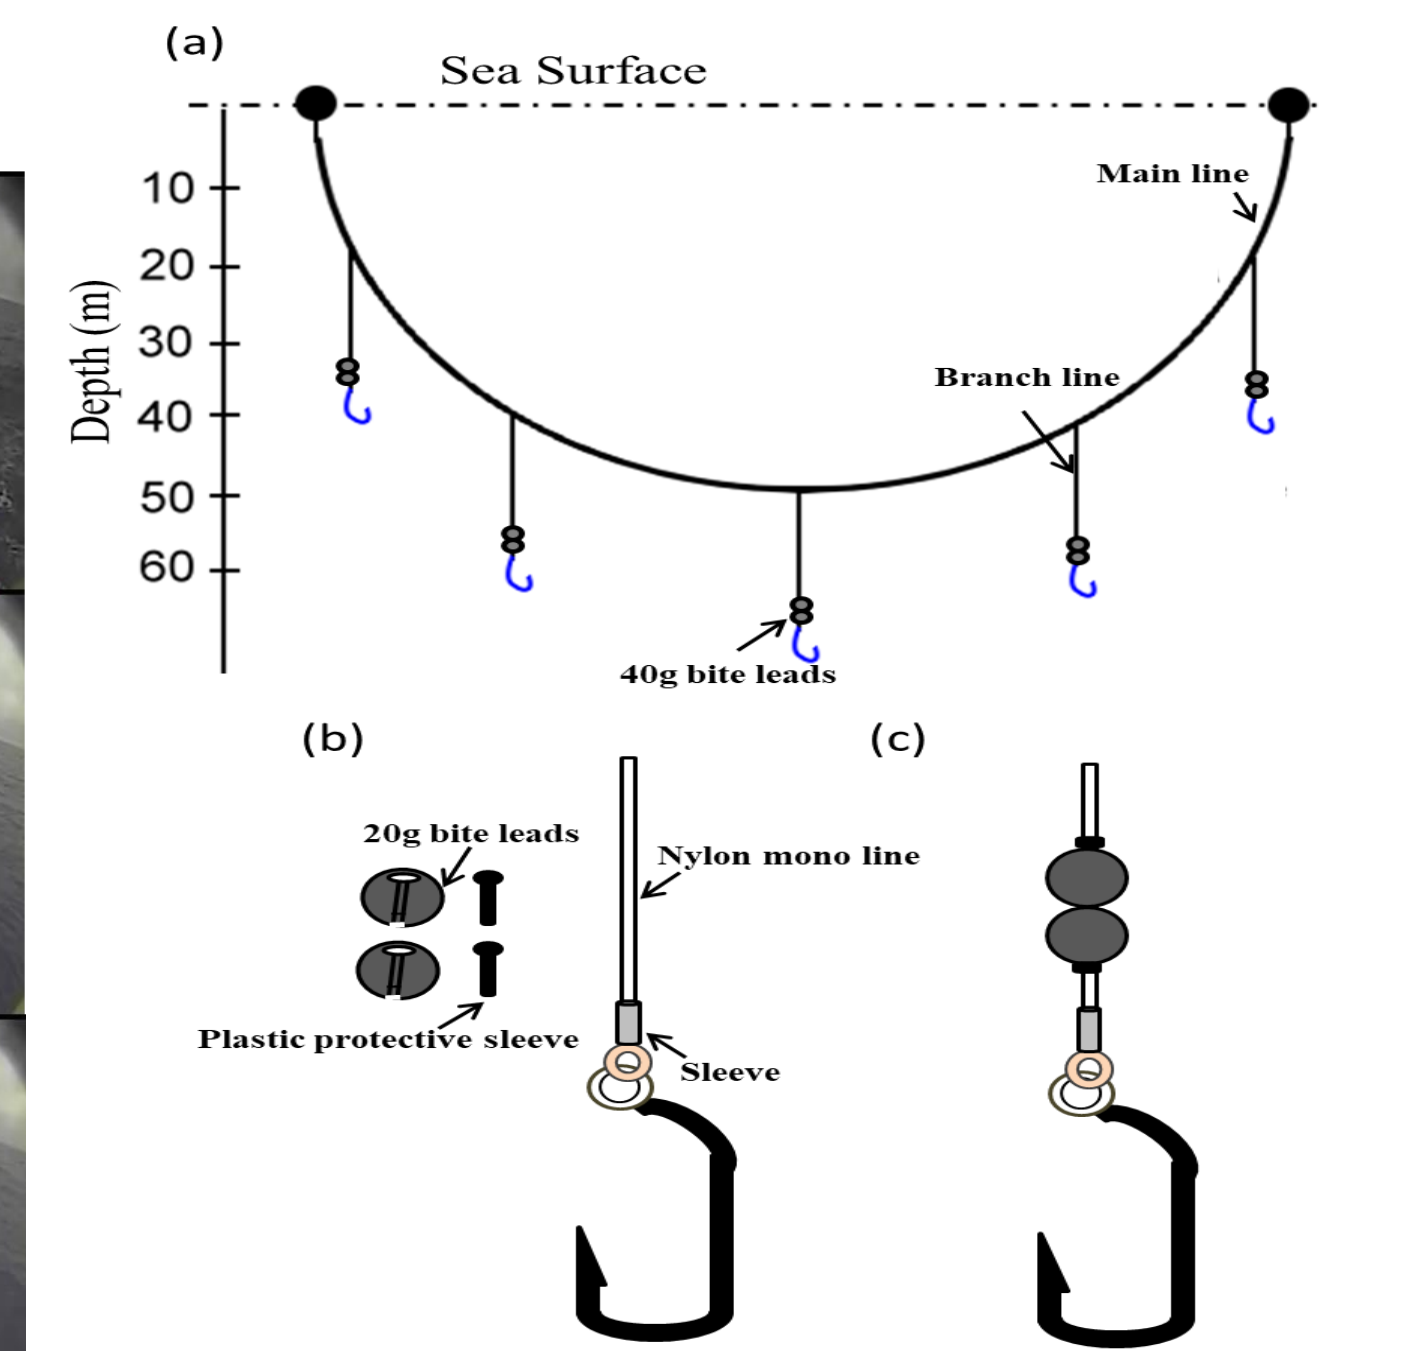 (a)
Sea Surface
Main line
10
20
30
Branch line
40
50
60
Depth (m)
40g bite leads
(b)
(c)
20g bite leads
Nylon mono line
Plastic protective sleeve
Sleeve